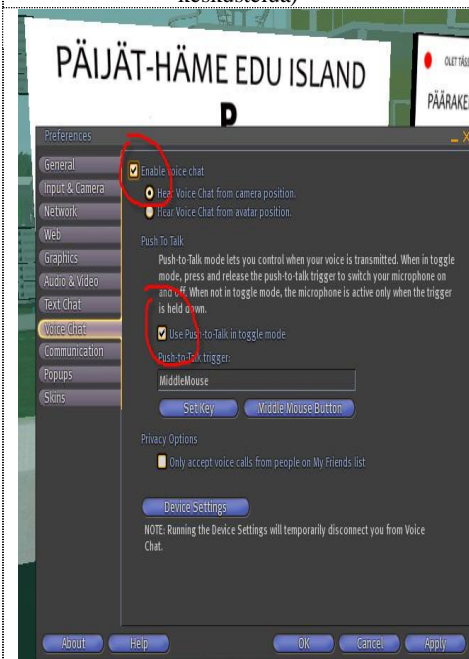 keskustella)
PÄIJÄT-HÄME EDU ISLAND
P
OLET TÄSS
PÄÄRAKE
Preferences
General
Input & Camera
Network
Web
Graphics
Audio & Video
Text Chat
Voice Chat
Communication
Popups
Skins
Enable voice chat
Hear Voice Chat from camera position.
Hear Voice Chat from avatar position.
Push To Talk
Push-to-Talk mode lets you control when your voice is transmitted. When in toggle
mode, press and release the push-to-talk trigger to switch your microphone on
and off. When not in toggle mode, the microphone is active only when the trigger
is held down.
Use Push-to-Talk in toggle mode
Push-to-Talk trigger:
MiddleMouse
Set Key
Middle Mouse Button
Privacy Options
Only accept voice calls from people on My Friends list
Device Settings
NOTE: Running the Device Settings will temporarily disconnect you from Voice
Chat.
About
Help
OK
Cancel
Apply